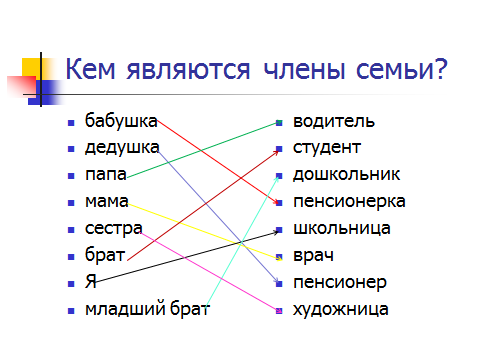 Кем являются члены семьи?
бабушка
дедушка
папа
мама
сестра
брат
Я
младший брат
водитель
студент
дошкольник
пенсионерка
школьница
врач
пенсионер
художница